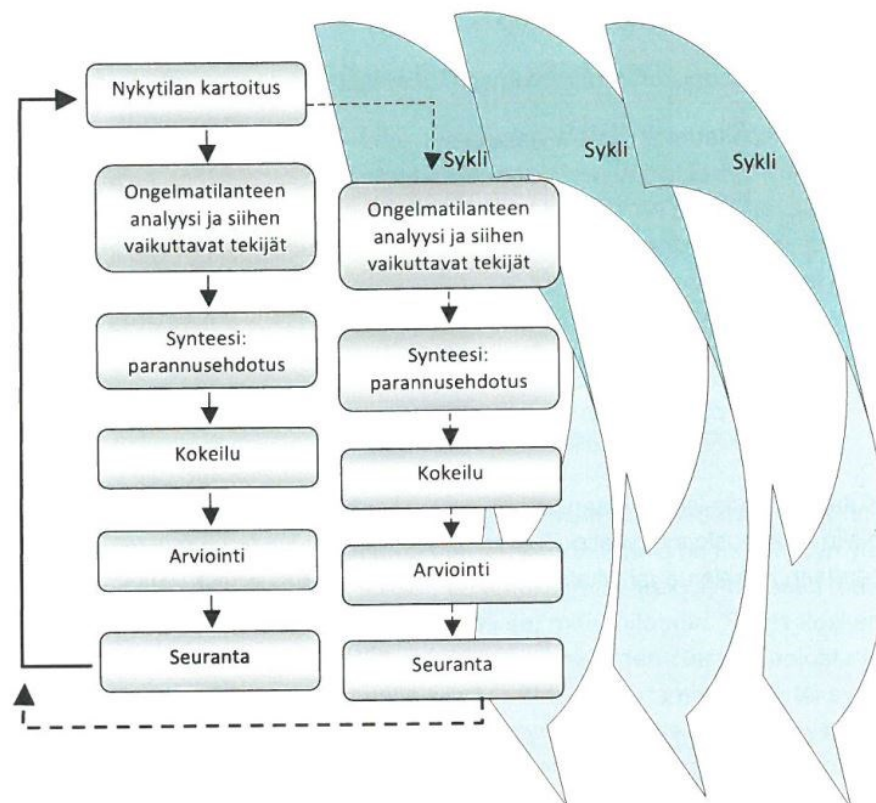 Nykytilan kartoitus
Ongelmatilanteen
analyysi ja siihen
vaikuttavat tekijät
Synteesi:
parannusehdotus
Kokeilu
Arviointi
Seuranta
Ongelmatilanteen
analyysi ja siihen
vaikuttavat tekijät
Synteesi:
parannusehdotus
Kokeilu
Arviointi
Seuranta
Sykli
Sykli
Sykli